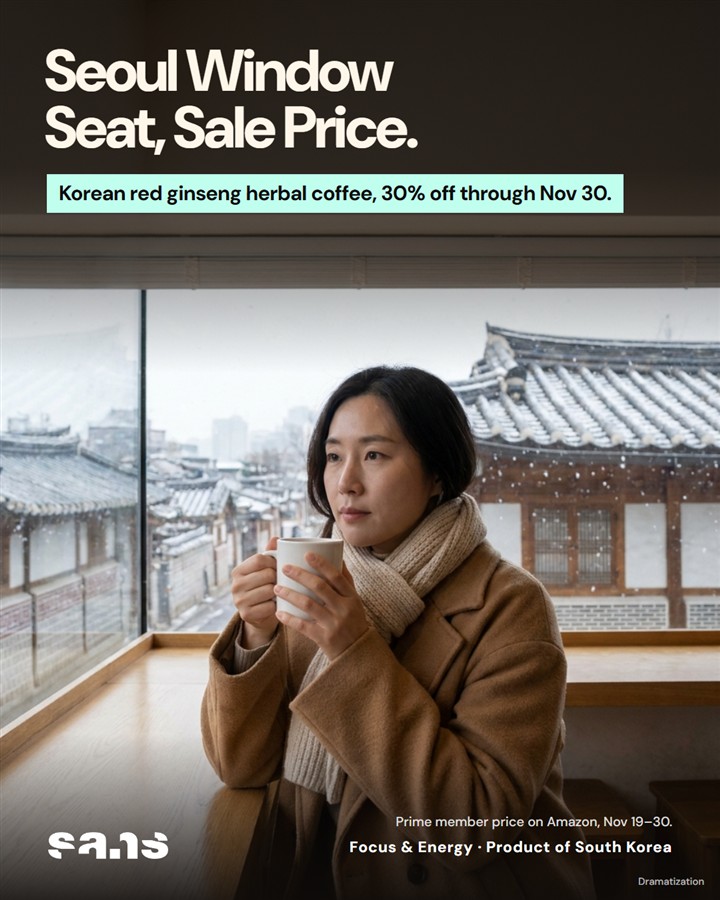 Seoul Window
Seat, Sale Price.
Korean red ginseng herbal coffee, 30% off through Nov 30.
Prime member price on Amazon, Nov 19–30.
Focus & Energy · Product of South Korea
Dramatization